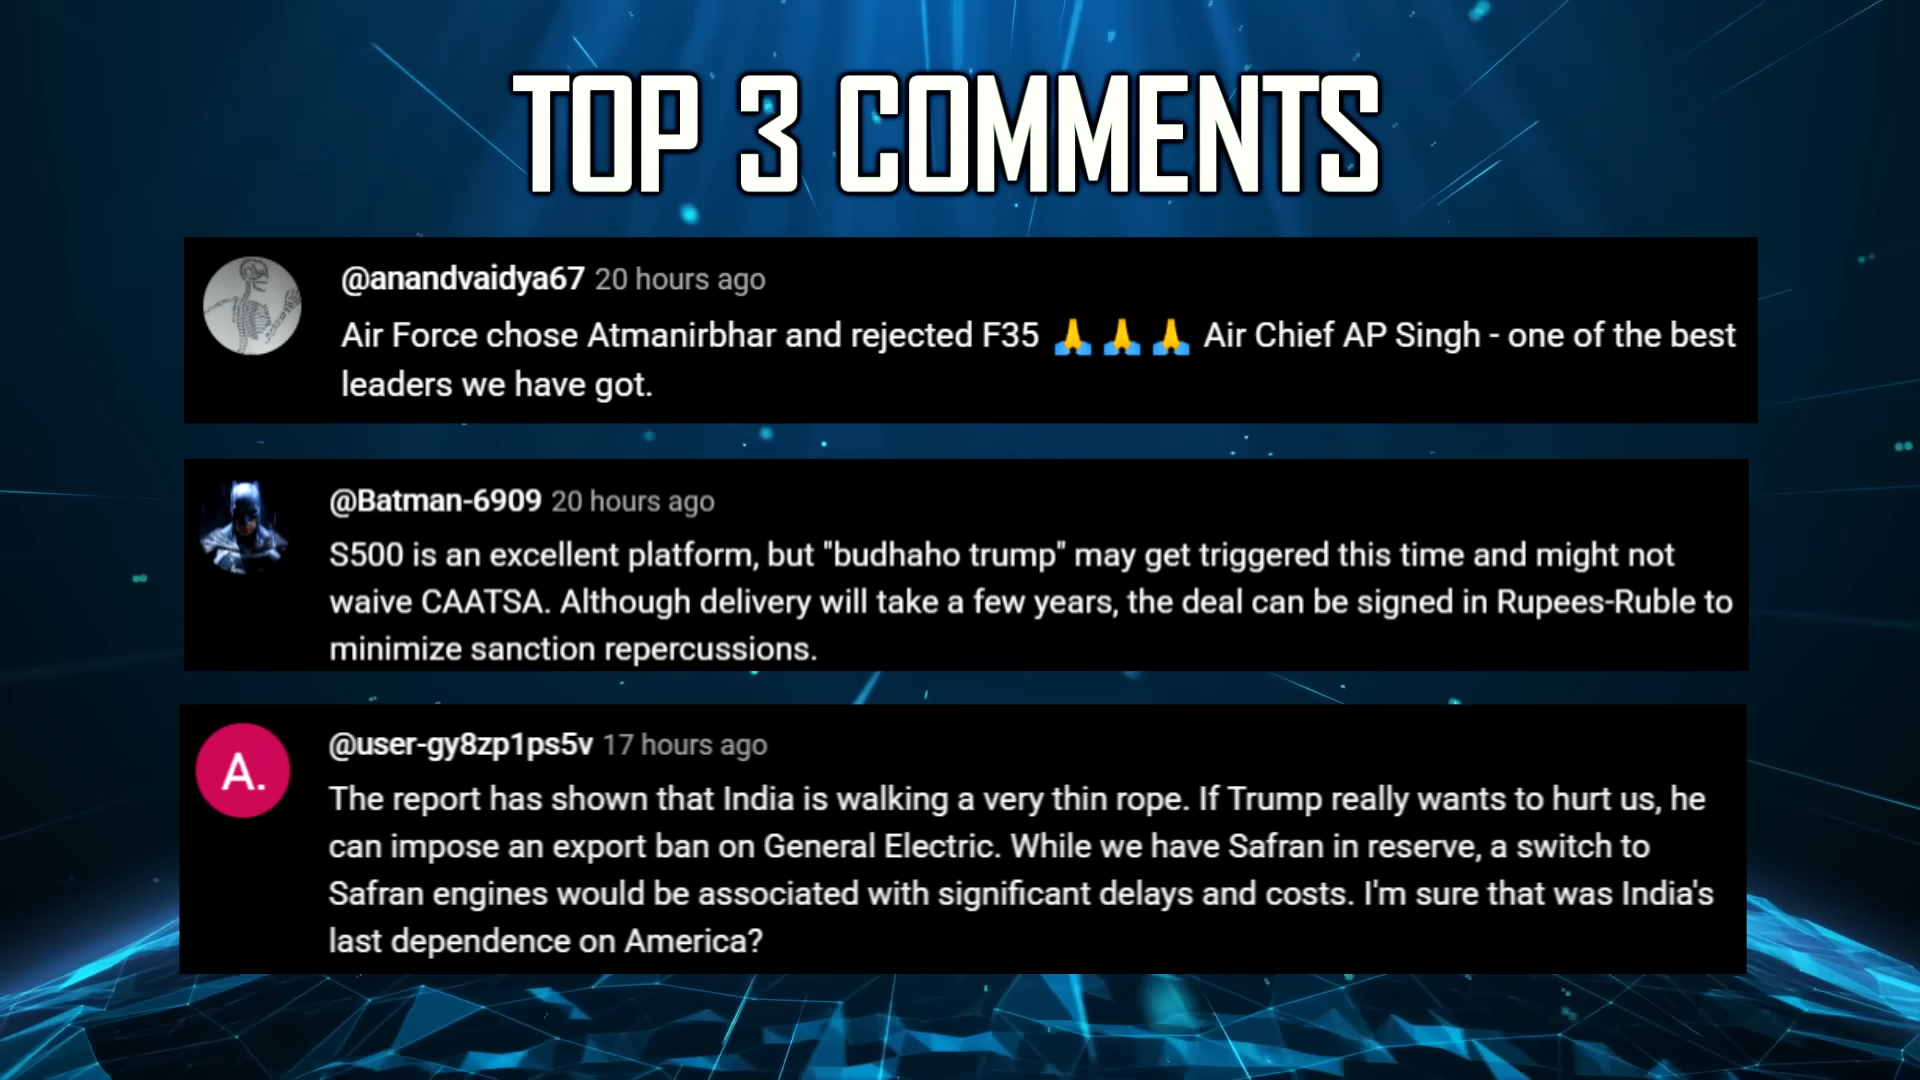 TOP 3 COMMENTS
@anandvaidya67 20 hours ago
Air Force chose Atmanirbhar and rejected F35 🙏🙏🙏 Air Chief AP Singh - one of the best
leaders we have got.
@Batman-6909 20 hours ago
S500 is an excellent platform, but "budhaho trump" may get triggered this time and might not
waive CAATSA. Although delivery will take a few years, the deal can be signed in Rupees-Ruble to
minimize sanction repercussions.
A.
@user-gy8zp1ps5v 17 hours ago
The report has shown that India is walking a very thin rope. If Trump really wants to hurt us, he
can impose an export ban on General Electric. While we have Safran in reserve, a switch to
Safran engines would be associated with significant delays and costs. I'm sure that was India's
last dependence on America?